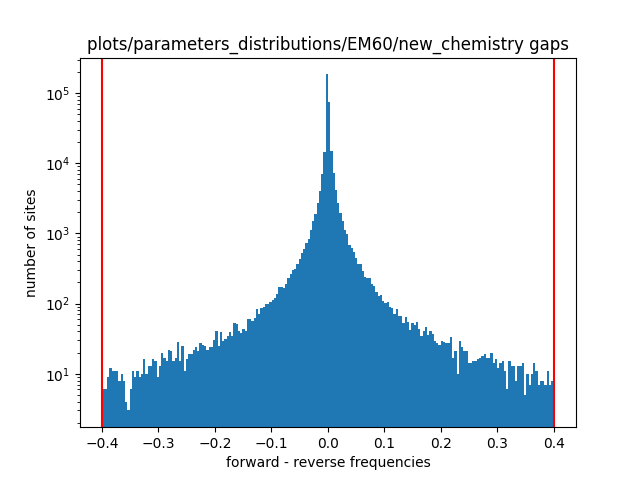 plots/parameters_distributions/EM60/new_chemistry gaps
number of sites
10^5
10^4
10^3
10^2
10^1
−0.4 −0.3 −0.2 −0.1 0.0 0.1 0.2 0.3 0.4
forward - reverse frequencies